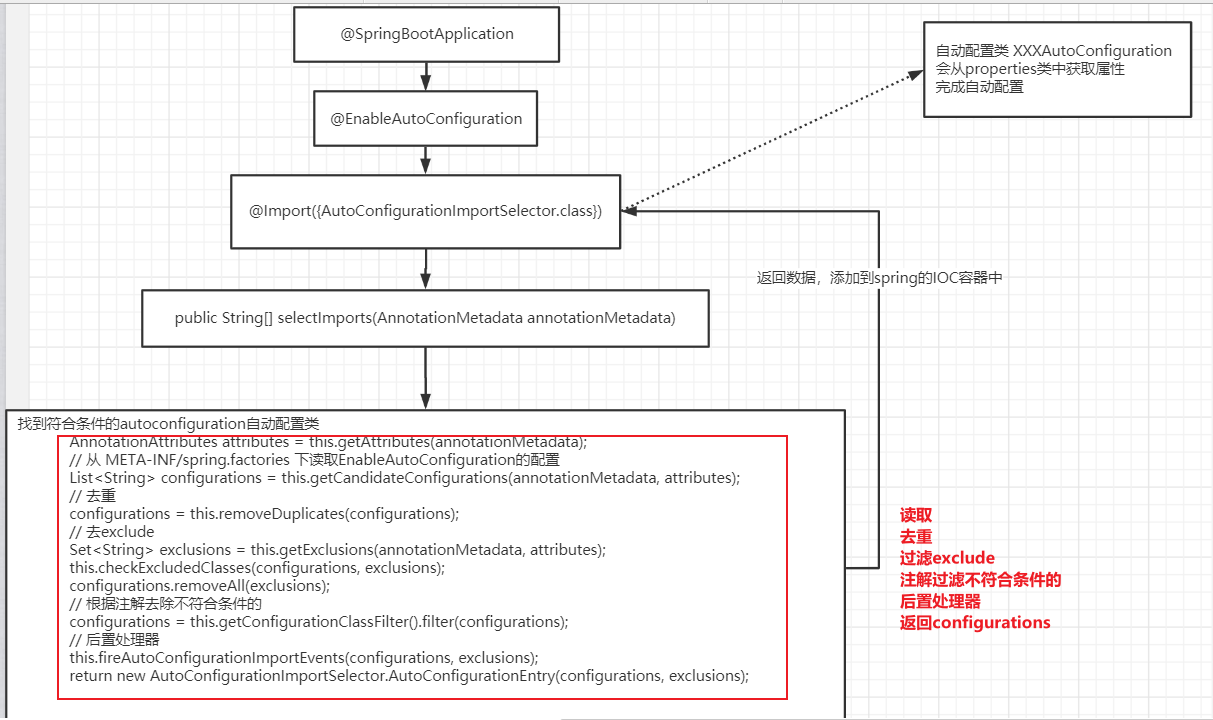 @SpringBootApplication
自动配置类 XXXAutoConfiguration
会从properties类中获取属性
完成自动配置
@EnableAutoConfiguration
@Import({AutoConfigurationImportSelector.class})
返回数据，添加到spring的IOC容器中
public String[] selectImports(AnnotationMetadata annotationMetadata)
找到符合条件的autoconfiguration自动配置类
AnnotationAttributes attributes = this.getAttributes(annotationMetadata);
// 从 META-INF/spring.factories 下读取EnableAutoConfiguration的配置
List<String> configurations = this.getCandidateConfigurations(annotationMetadata, attributes);
// 去重
configurations = this.removeDuplicates(configurations);
// 去exclude
Set<String> exclusions = this.getExclusions(annotationMetadata, attributes);
this.checkExcludedClasses(configurations, exclusions);
configurations.removeAll(exclusions);
// 根据注解去除不符合条件的
configurations = this.getConfigurationClassFilter().filter(configurations);
// 后置处理器
this.fireAutoConfigurationImportEvents(configurations, exclusions);
return new AutoConfigurationImportSelector.AutoConfigurationEntry(configurations, exclusions);
读取
去重
过滤exclude
注解过滤不符合条件的
后置处理器
返回configurations